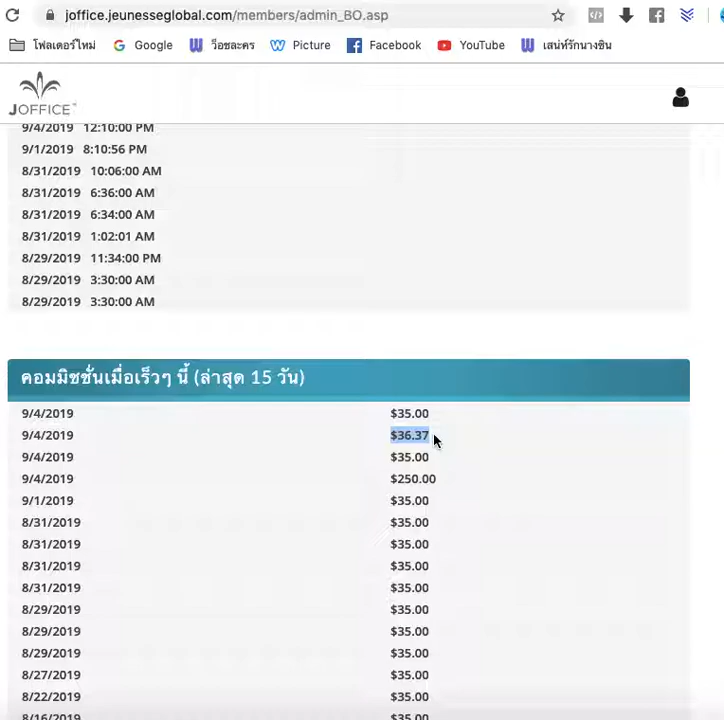 joffice.jeunesseglobal.com/members/admin_BO.asp
โฟลเดอร์ใหม่ Google ว็อชละคร Picture Facebook YouTube เสน่ห์รักนางซิน
JOFFICE™
9/4/2019 12:10:00 PM
9/1/2019 8:10:56 PM
8/31/2019 10:06:00 AM
8/31/2019 6:36:00 AM
8/31/2019 6:34:00 AM
8/31/2019 1:02:01 AM
8/29/2019 11:34:00 PM
8/29/2019 3:30:00 AM
8/29/2019 3:30:00 AM
คอมมิชชั่นเมื่อเร็วๆ นี้ (ล่าสุด 15 วัน)
9/4/2019 $35.00
9/4/2019 $36.37
9/4/2019 $35.00
9/4/2019 $250.00
9/1/2019 $35.00
8/31/2019 $35.00
8/31/2019 $35.00
8/31/2019 $35.00
8/31/2019 $35.00
8/29/2019 $35.00
8/29/2019 $35.00
8/29/2019 $35.00
8/27/2019 $35.00
8/22/2019 $35.00
8/16/2019 $35.00